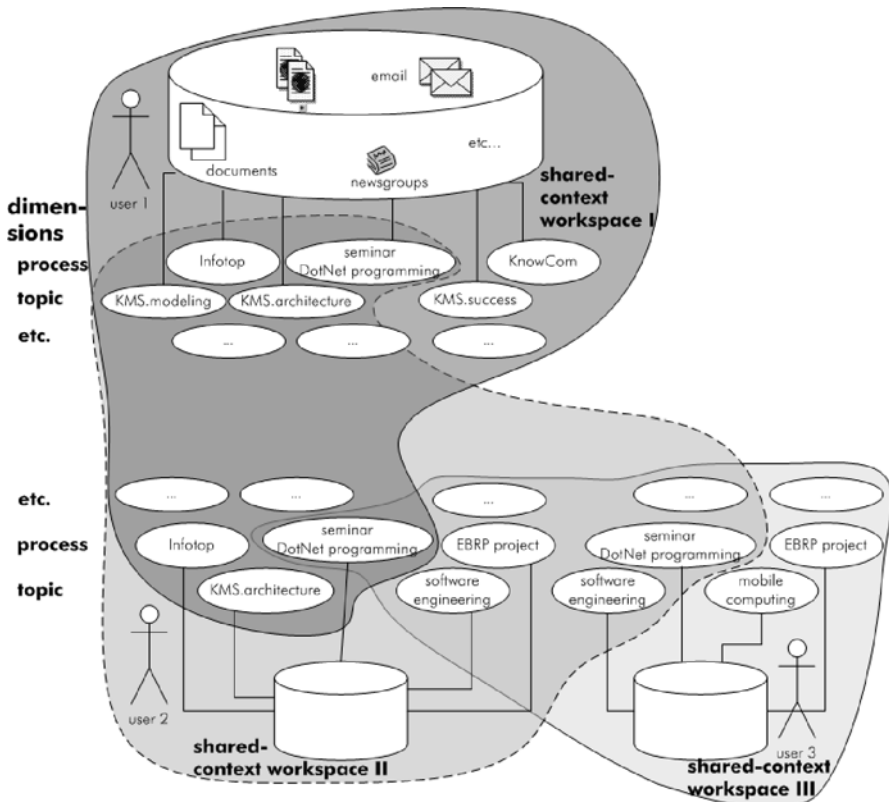 email
etc...
documents
newsgroups
user 1
shared-
context
workspace I
dimen-
sions
process
Infotop
seminar
DotNet programming
KnowCom
topic
KMS.modeling
KMS.architecture
KMS.success
etc.
...
...
...
etc.
...
...
...
...
...
process
Infotop
seminar
DotNet programming
EBRP project
seminar
DotNet programming
EBRP project
topic
KMS.architecture
software
engineering
software
engineering
mobile
computing
user 2
shared-
context workspace II
user 3
shared-context
workspace III